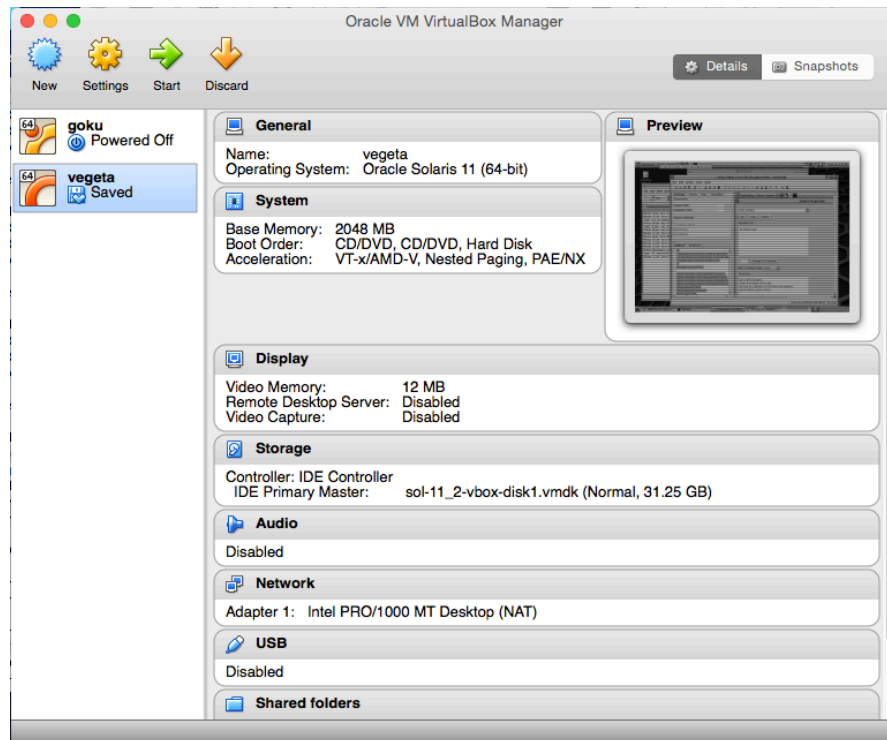 Oracle VM VirtualBox Manager
New
Settings
Start
Discard
Details
Snapshots
64
goku
Powered Off
64
vegeta
Saved
General
Name: vegeta
Operating System: Oracle Solaris 11 (64-bit)
Preview
System
Base Memory: 2048 MB
Boot Order: CD/DVD, CD/DVD, Hard Disk
Acceleration: VT-x/AMD-V, Nested Paging, PAE/NX
Display
Video Memory: 12 MB
Remote Desktop Server: Disabled
Video Capture: Disabled
Storage
Controller: IDE Controller
IDE Primary Master: sol-11_2-vbox-disk1.vmdk (Normal, 31.25 GB)
Audio
Disabled
Network
Adapter 1: Intel PRO/1000 MT Desktop (NAT)
USB
Disabled
Shared folders